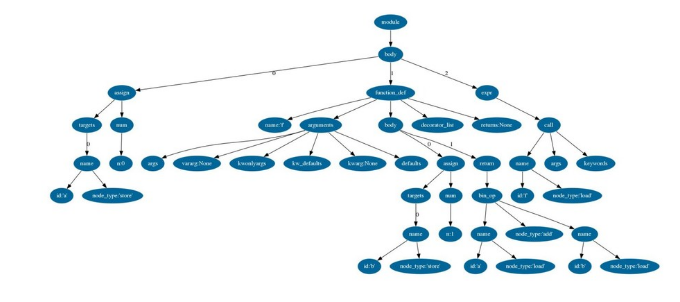 module
body
0
1
2
assign
function_def
expr
targets
num
name:'f'
arguments
body
decorator_list
returns:None
call
0
0
1
name
n:0
args
vararg:None
kwonlyargs
kw_defaults
kwarg:None
defaults
assign
return
name
args
keywords
id:'a'
node_type:'store'
targets
num
bin_op
id:'f'
node_type:'load'
0
name
n:1
name
node_type:'add'
name
id:'b'
node_type:'store'
id:'a'
node_type:'load'
id:'b'
node_type:'load'